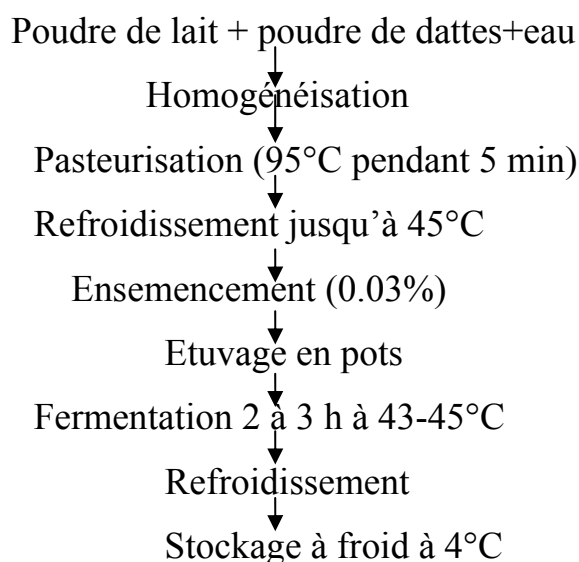 Poudre de lait + poudre de dattes+eau
Homogénéisation
Pasteurisation (95°C pendant 5 min)
Refroidissement jusqu’à 45°C
Ensemencement (0.03%)
Etuvage en pots
Fermentation 2 à 3 h à 43-45°C
Refroidissement
Stockage à froid à 4°C